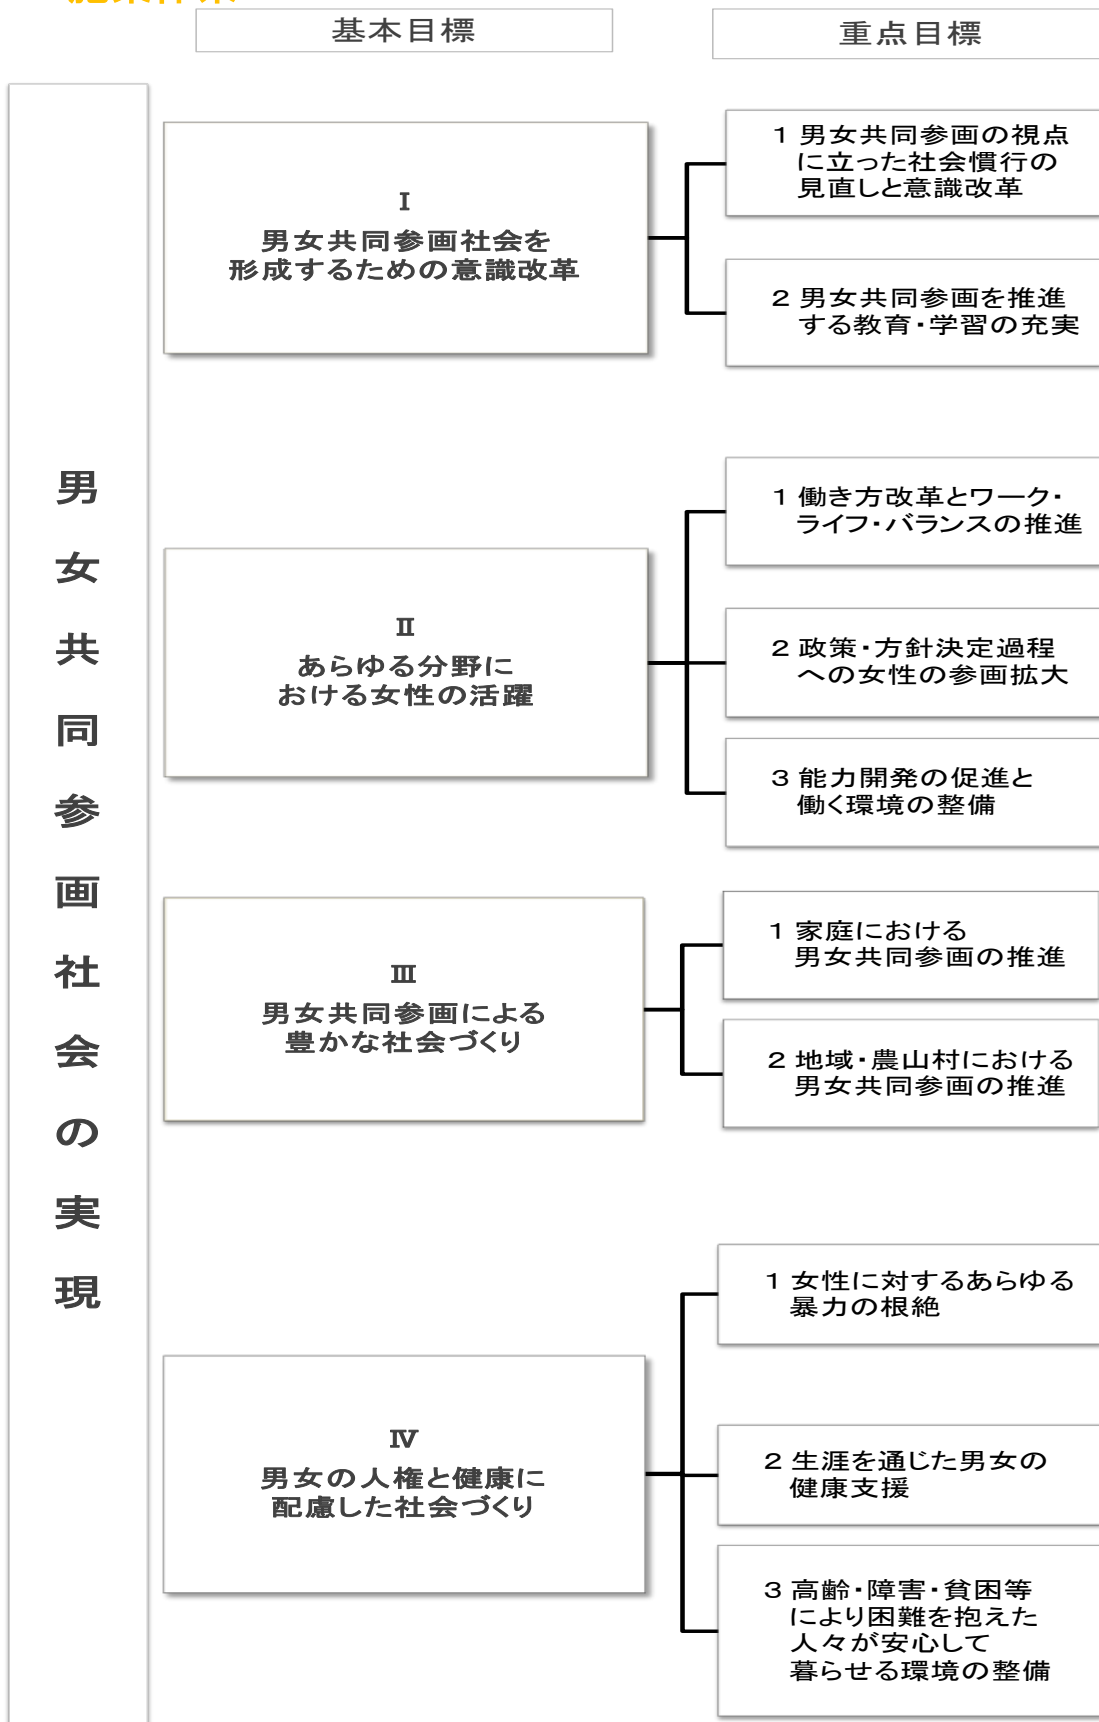 基本目標
重点目標
男女共同参画社会の実現
Ⅰ
男女共同参画社会を
形成するための意識改革
1 男女共同参画の視点
に立った社会慣行の
見直しと意識改革
2 男女共同参画を推進
する教育・学習の充実
Ⅱ
あらゆる分野に
おける女性の活躍
1 働き方改革とワーク・
ライフ・バランスの推進
2 政策・方針決定過程
への女性の参画拡大
3 能力開発の促進と
働く環境の整備
Ⅲ
男女共同参画による
豊かな社会づくり
1 家庭における
男女共同参画の推進
2 地域・農山村における
男女共同参画の推進
Ⅳ
男女の人権と健康に
配慮した社会づくり
1 女性に対するあらゆる
暴力の根絶
2 生涯を通じた男女の
健康支援
3 高齢・障害・貧困等
により困難を抱えた
人々が安心して
暮らせる環境の整備